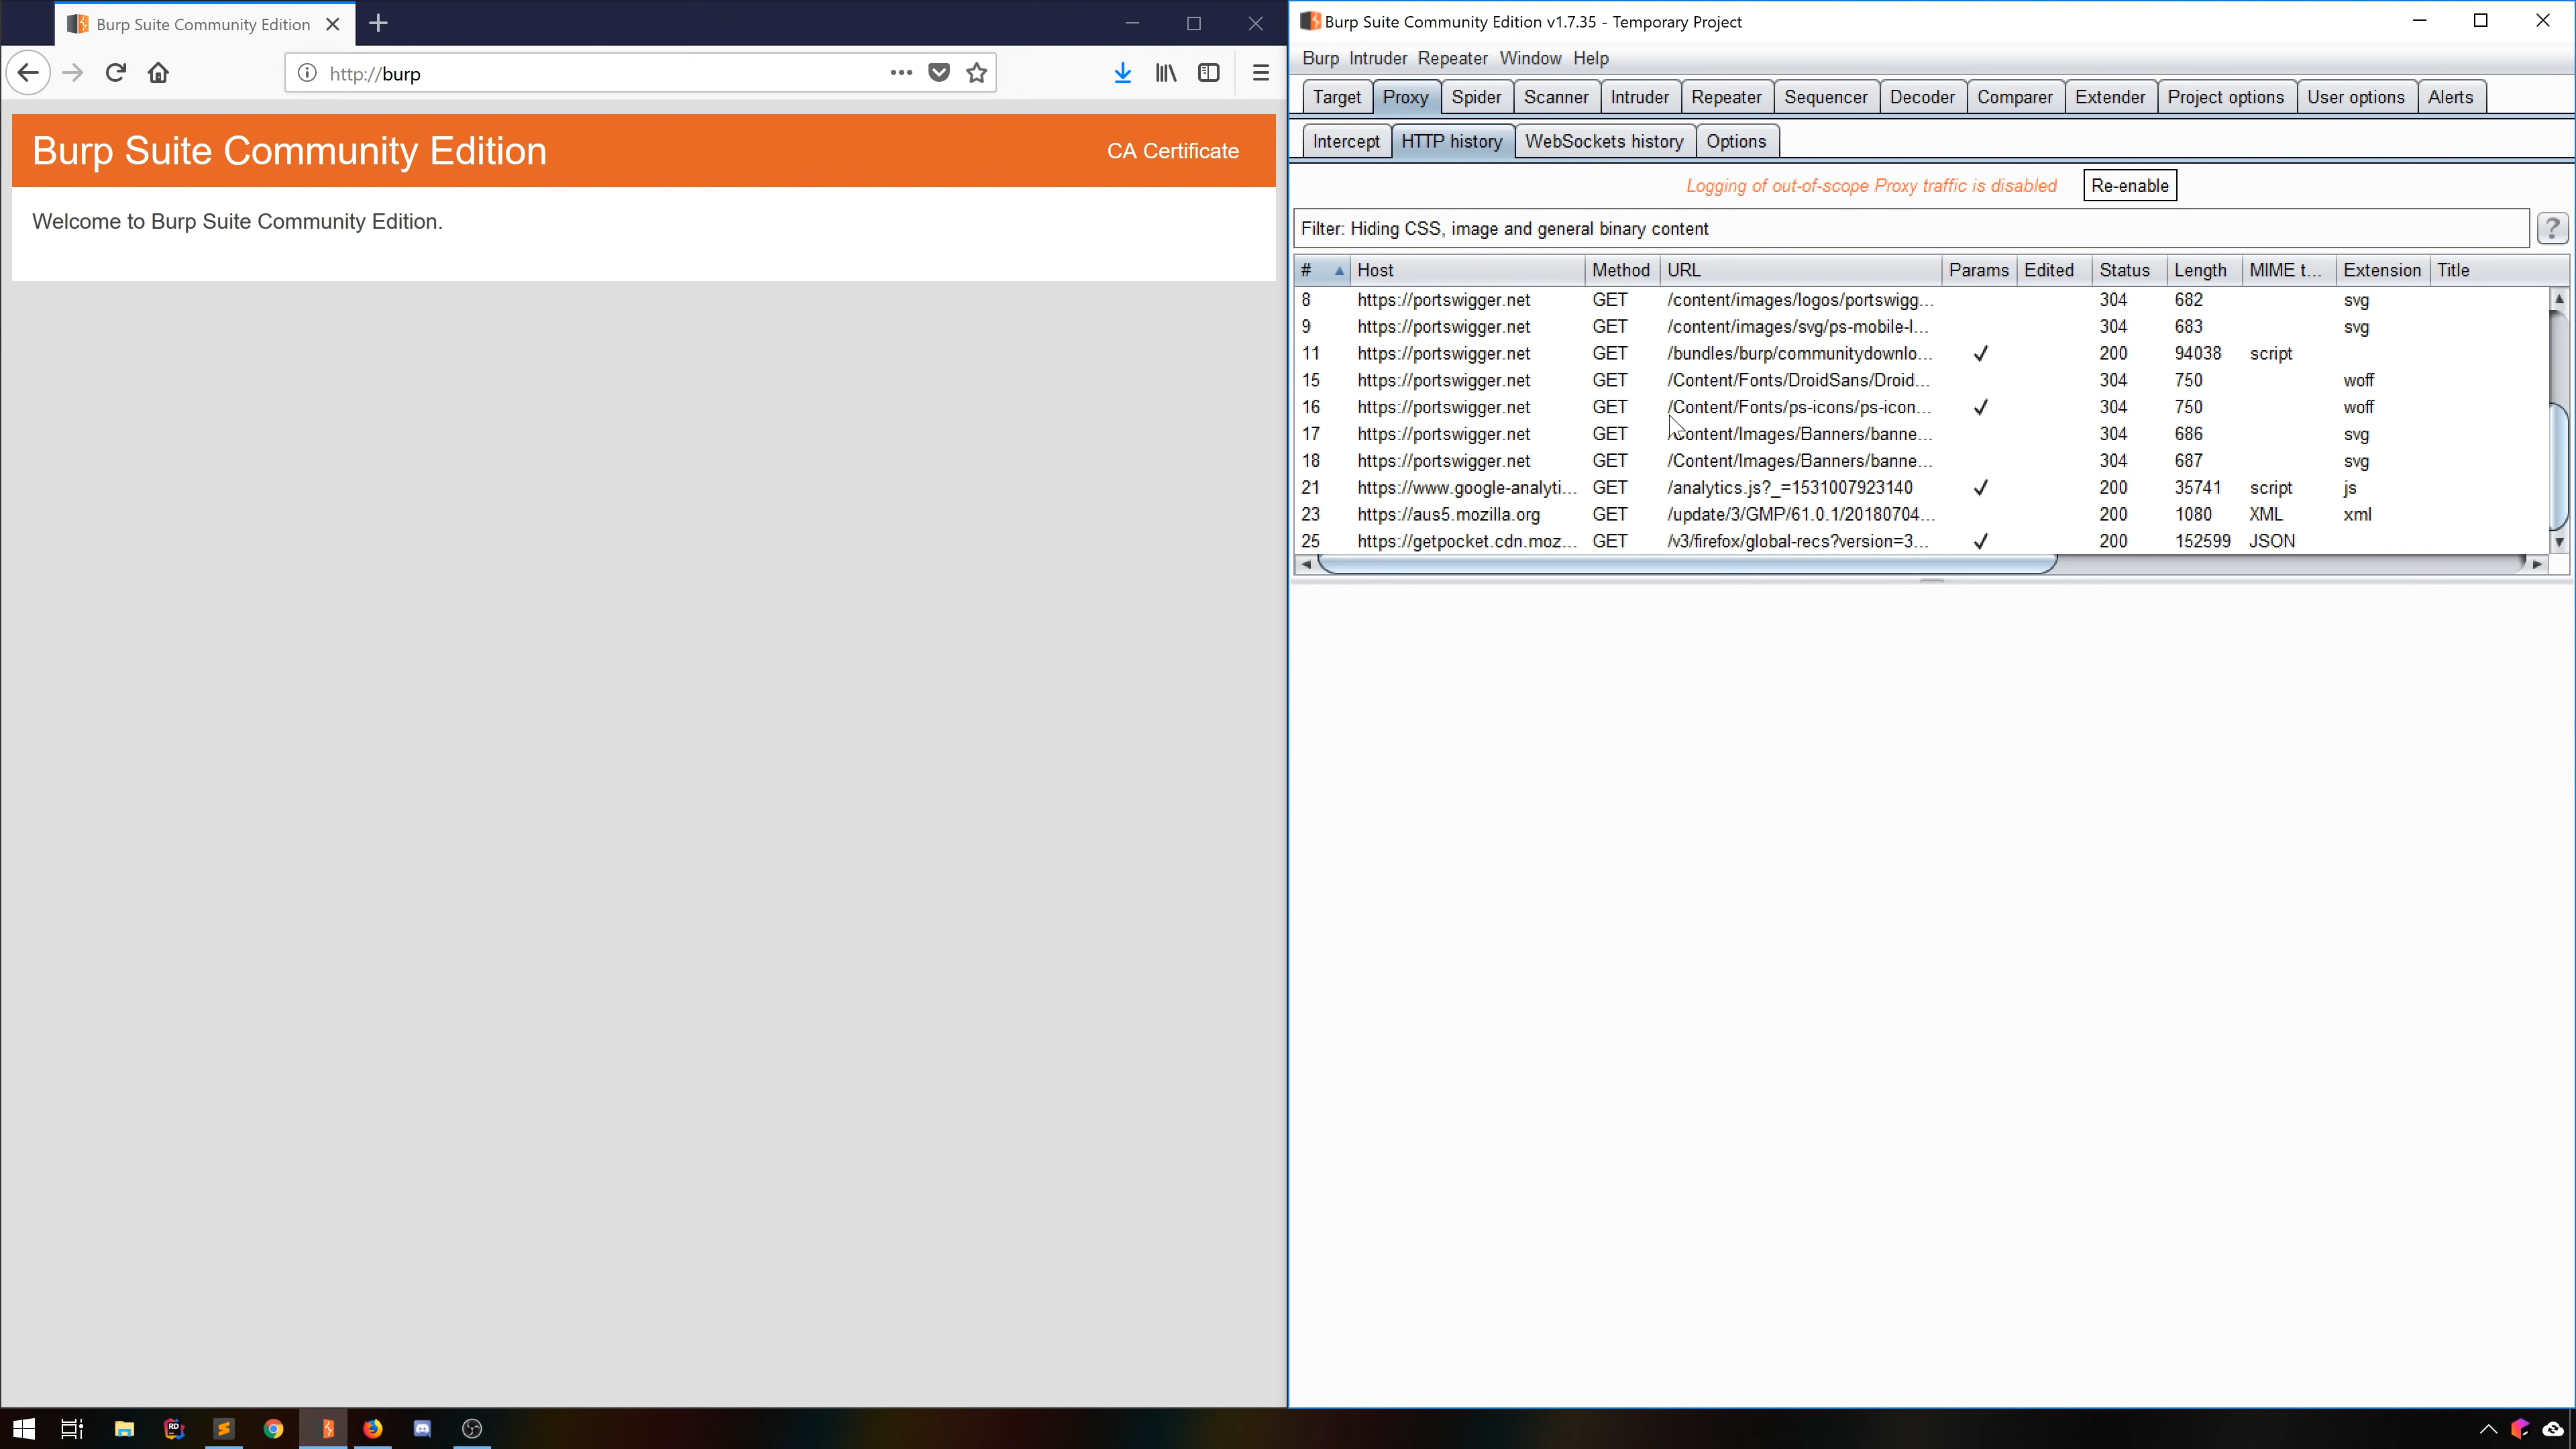 Burp Suite Community Edition
http://burp
Burp Suite Community Edition
CA Certificate
Welcome to Burp Suite Community Edition.
Burp Suite Community Edition v1.7.35 - Temporary Project
Burp Intruder Repeater Window Help
Target Proxy Spider Scanner Intruder Repeater Sequencer Decoder Comparer Extender Project options User options Alerts
Intercept HTTP history WebSockets history Options
Logging of out-of-scope Proxy traffic is disabled Re-enable
Filter: Hiding CSS, image and general binary content ?
# Host Method URL Params Edited Status Length MIME t... Extension Title
8 https://portswigger.net GET /content/images/logos/portswigg... 304 682 svg
9 https://portswigger.net GET /content/images/svg/ps-mobile-l... 304 683 svg
11 https://portswigger.net GET /bundles/burp/communitydownlo... ✓ 200 94038 script
15 https://portswigger.net GET /Content/Fonts/DroidSans/Droid... 304 750 woff
16 https://portswigger.net GET /Content/Fonts/ps-icons/ps-icon... ✓ 304 750 woff
17 https://portswigger.net GET /Content/Images/Banners/banne... 304 686 svg
18 https://portswigger.net GET /Content/Images/Banners/banne... 304 687 svg
21 https://www.google-analyti... GET /analytics.js?_=1531007923140 ✓ 200 35741 script js
23 https://aus5.mozilla.org GET /update/3/GMP/61.0.1/20180704... 200 1080 XML xml
25 https://getpocket.cdn.moz... GET /v3/firefox/global-recs?version=3... ✓ 200 152599 JSON
RD